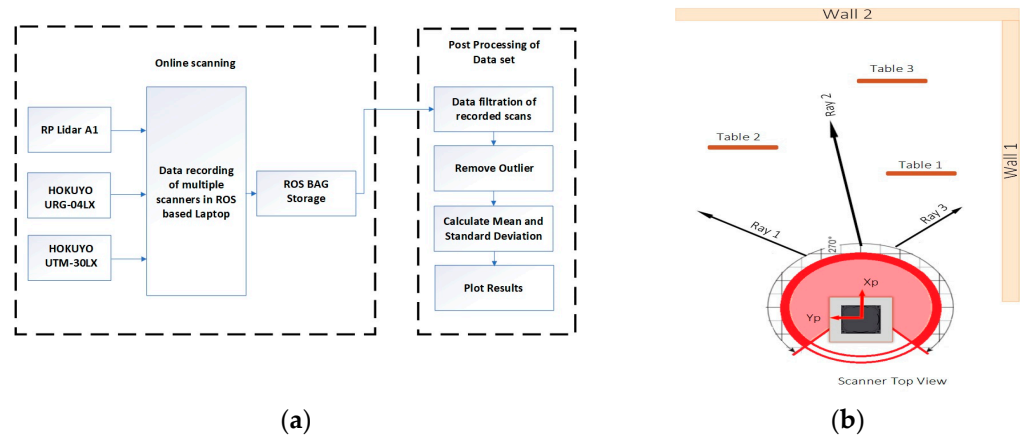 Online scanning
RP Lidar A1
HOKUYO
URG-04LX
HOKUYO
UTM-30LX
Data recording
of multiple
scanners in ROS
based Laptop
ROS BAG
Storage
Post Processing of
Data set
Data filtration of
recorded scans
Remove Outlier
Calculate Mean and
Standard Deviation
Plot Results
(a)
Wall 2
Table 3
Ray 2
Table 2
Wall 1
Table 1
Ray 1
Ray 3
270°
Xp
Yp
Scanner Top View
(b)